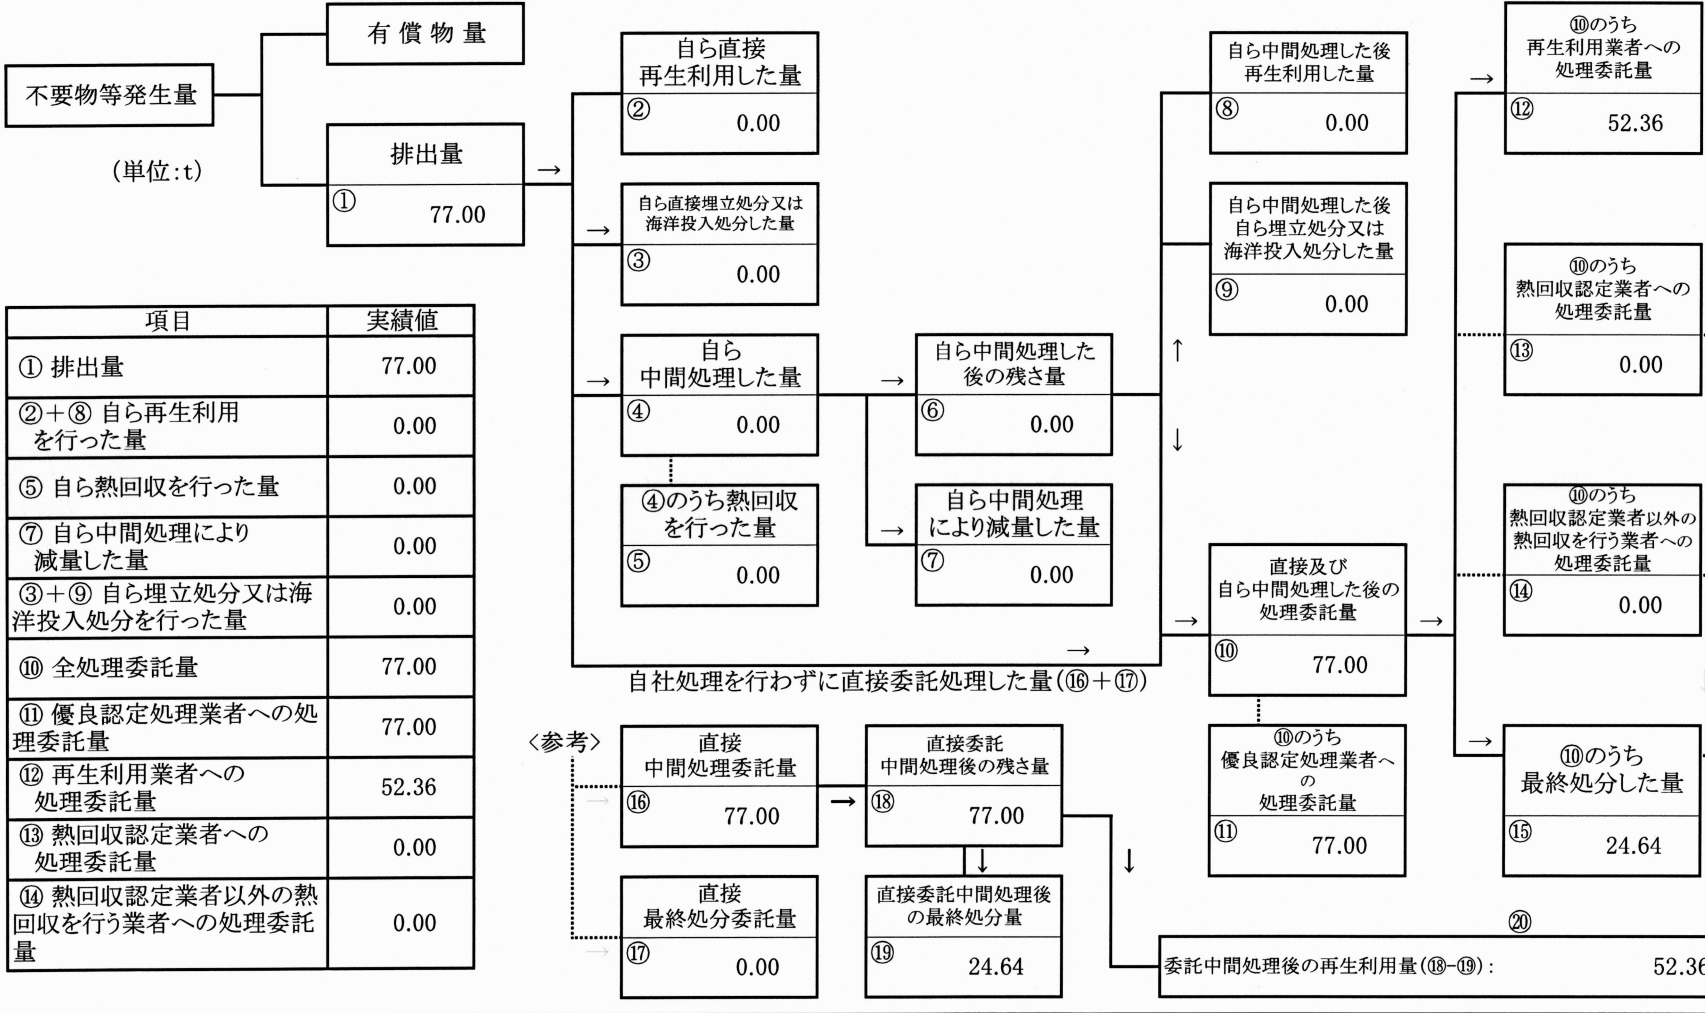 不要物等発生量
(単位:t)
有償物量
排出量
① 77.00
→
自ら直接
再生利用した量
② 0.00
→
自ら直接埋立処分又は
海洋投入処分した量
③ 0.00
→
自ら
中間処理した量
④ 0.00
④のうち熱回収
を行った量
⑤ 0.00
→
自ら中間処理した
後の残さ量
⑥ 0.00
→
自ら中間処理
により減量した量
⑦ 0.00
→
自社処理を行わずに直接委託処理した量(⑯+⑰)
自ら中間処理した後
再生利用した量
⑧ 0.00
自ら中間処理した後
自ら埋立処分又は
海洋投入処分した量
⑨ 0.00
↑
↓
→
直接及び
自ら中間処理した後の
処理委託量
⑩ 77.00
⑩のうち
優良認定処理業者へ
の
処理委託量
⑪ 77.00
→
→
⑩のうち
再生利用業者への
処理委託量
⑫ 52.36
⑩のうち
熱回収認定業者への
処理委託量
⑬ 0.00
⑩のうち
熱回収認定業者以外の
熱回収を行う業者への
処理委託量
⑭ 0.00
→
⑩のうち
最終処分した量
⑮ 24.64
項目 実績値
① 排出量 77.00
②+⑧ 自ら再生利用
を行った量 0.00
⑤ 自ら熱回収を行った量 0.00
⑦ 自ら中間処理により
減量した量 0.00
③+⑨ 自ら埋立処分又は海
洋投入処分を行った量 0.00
⑩ 全処理委託量 77.00
⑪ 優良認定処理業者への処
理委託量 77.00
⑫ 再生利用業者への
処理委託量 52.36
⑬ 熱回収認定業者への
処理委託量 0.00
⑭ 熱回収認定業者以外の熱
回収を行う業者への処理委託
量 0.00
〈参考〉
→
直接
中間処理委託量
⑯ 77.00
→
直接
最終処分委託量
⑰ 0.00
→
直接委託
中間処理後の残さ量
⑱ 77.00
↓
直接委託中間処理後
の最終処分量
⑲ 24.64
↓
⑳
委託中間処理後の再生利用量(⑱-⑲): 52.36